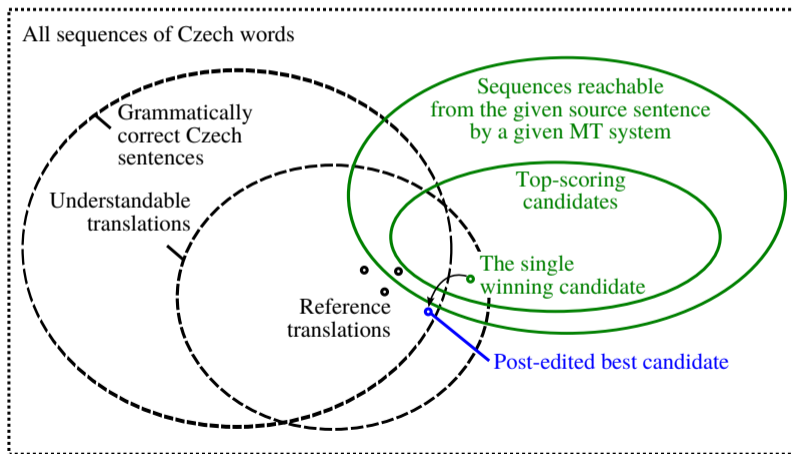 All sequences of Czech words
Grammatically
correct Czech
sentences
Understandable
translations
Sequences reachable
from the given source sentence
by a given MT system
Top-scoring
candidates
The single
winning candidate
Reference
translations
Post-edited best candidate